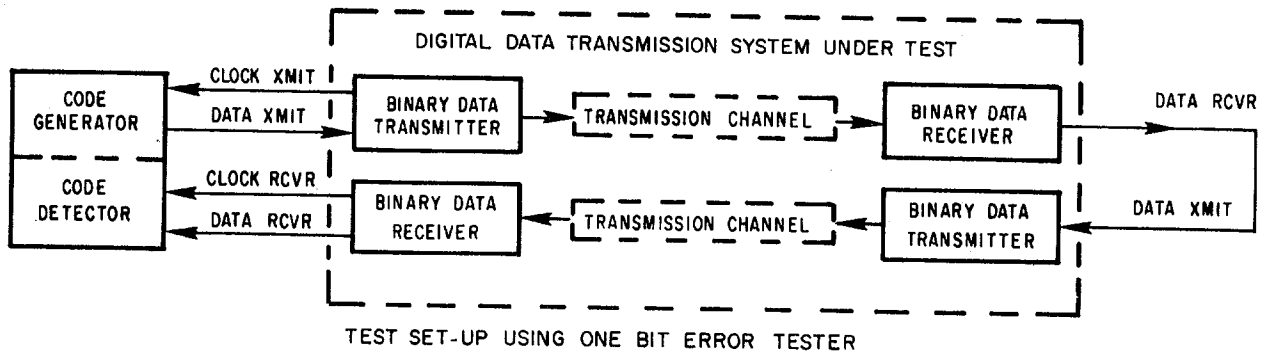 DIGITAL DATA TRANSMISSION SYSTEM UNDER TEST
CODE
GENERATOR
CLOCK XMIT
DATA XMIT
BINARY DATA
TRANSMITTER
TRANSMISSION CHANNEL
BINARY DATA
RECEIVER
DATA RCVR
CODE
DETECTOR
CLOCK RCVR
DATA RCVR
BINARY DATA
RECEIVER
TRANSMISSION CHANNEL
BINARY DATA
TRANSMITTER
DATA XMIT
TEST SET-UP USING ONE BIT ERROR TESTER